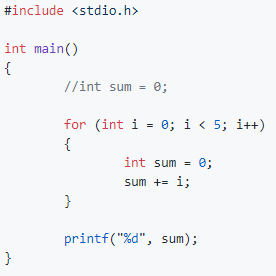 #include <stdio.h>
int main()
{
//int sum = 0;
for (int i = 0; i < 5; i++)
{
int sum = 0;
sum += i;
}
printf("%d", sum);
}